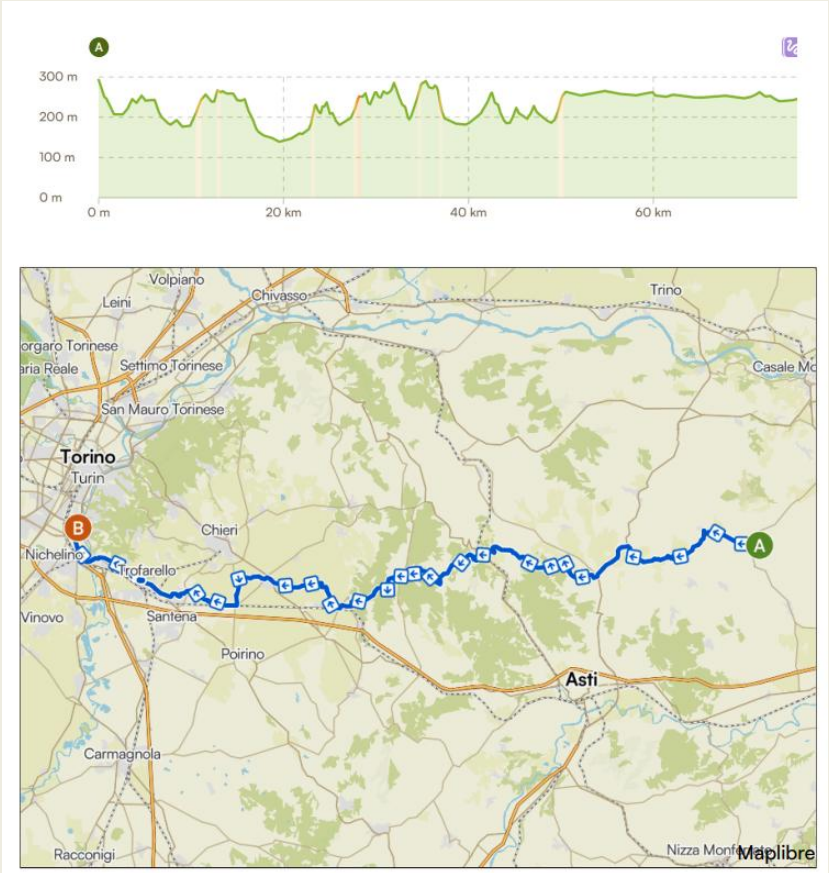 A
300 m
200 m
100 m
0 m
0 m
20 km
40 km
60 km
Volpiano
Leini
Chivasso
Trino
orgaro Torinese
aria Reale
Settimo Torinese
Casale Mo
San Mauro Torinese
Torino
Turin
B
Chieri
A
Nichelino
Trofarello
Vinovo
Santena
Poirino
Asti
Carmagnola
Racconigi
Nizza Monf
Maplibre